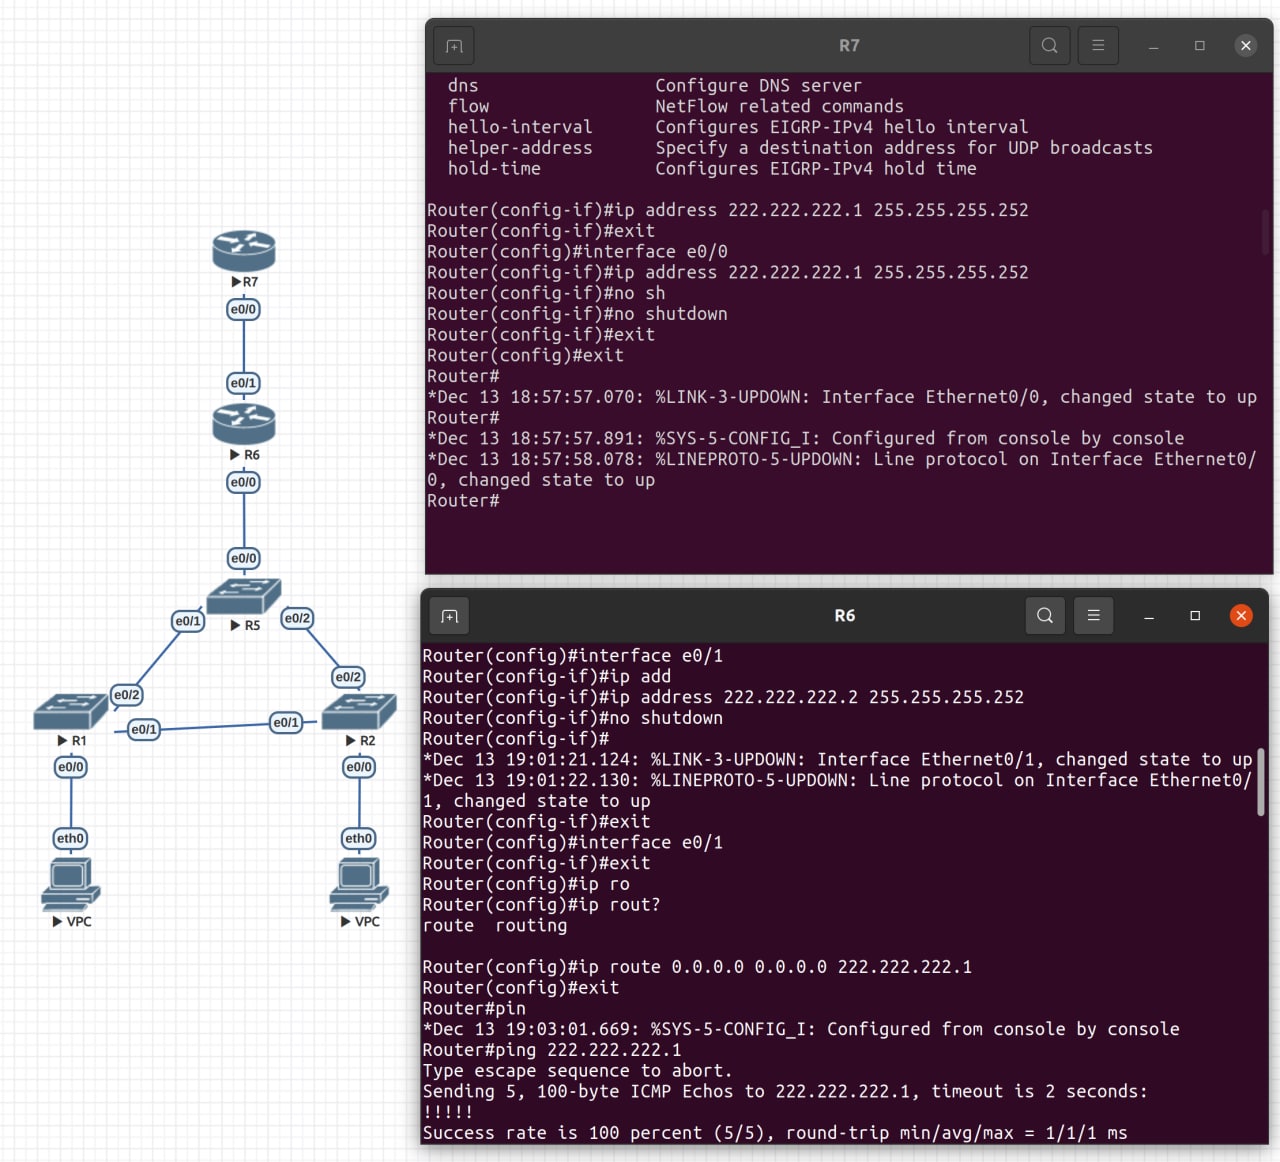 R7
e0/0
e0/1
R6
e0/0
e0/0
R5
e0/1
e0/2
e0/2
e0/2
e0/1
e0/1
R1
R2
e0/0
e0/0
eth0
eth0
VPC
VPC
R7
dns Configure DNS server
flow NetFlow related commands
hello-interval Configures EIGRP-IPv4 hello interval
helper-address Specify a destination address for UDP broadcasts
hold-time Configures EIGRP-IPv4 hold time
Router(config-if)#ip address 222.222.222.1 255.255.255.252
Router(config-if)#exit
Router(config)#interface e0/0
Router(config-if)#ip address 222.222.222.1 255.255.255.252
Router(config-if)#no sh
Router(config-if)#no shutdown
Router(config-if)#exit
Router(config)#exit
Router#
*Dec 13 18:57:57.070: %LINK-3-UPDOWN: Interface Ethernet0/0, changed state to up
Router#
*Dec 13 18:57:57.891: %SYS-5-CONFIG_I: Configured from console by console
*Dec 13 18:57:58.078: %LINEPROTO-5-UPDOWN: Line protocol on Interface Ethernet0/
0, changed state to up
Router#
R6
Router(config)#interface e0/1
Router(config-if)#ip add
Router(config-if)#ip address 222.222.222.2 255.255.255.252
Router(config-if)#no shutdown
Router(config-if)#
*Dec 13 19:01:21.124: %LINK-3-UPDOWN: Interface Ethernet0/1, changed state to up
*Dec 13 19:01:22.130: %LINEPROTO-5-UPDOWN: Line protocol on Interface Ethernet0/
1, changed state to up
Router(config-if)#exit
Router(config)#interface e0/1
Router(config-if)#exit
Router(config)#ip ro
Router(config)#ip rout?
route routing
Router(config)#ip route 0.0.0.0 0.0.0.0 222.222.222.1
Router(config)#exit
Router#pin
*Dec 13 19:03:01.669: %SYS-5-CONFIG_I: Configured from console by console
Router#ping 222.222.222.1
Type escape sequence to abort.
Sending 5, 100-byte ICMP Echos to 222.222.222.1, timeout is 2 seconds:
!!!!!
Success rate is 100 percent (5/5), round-trip min/avg/max = 1/1/1 ms